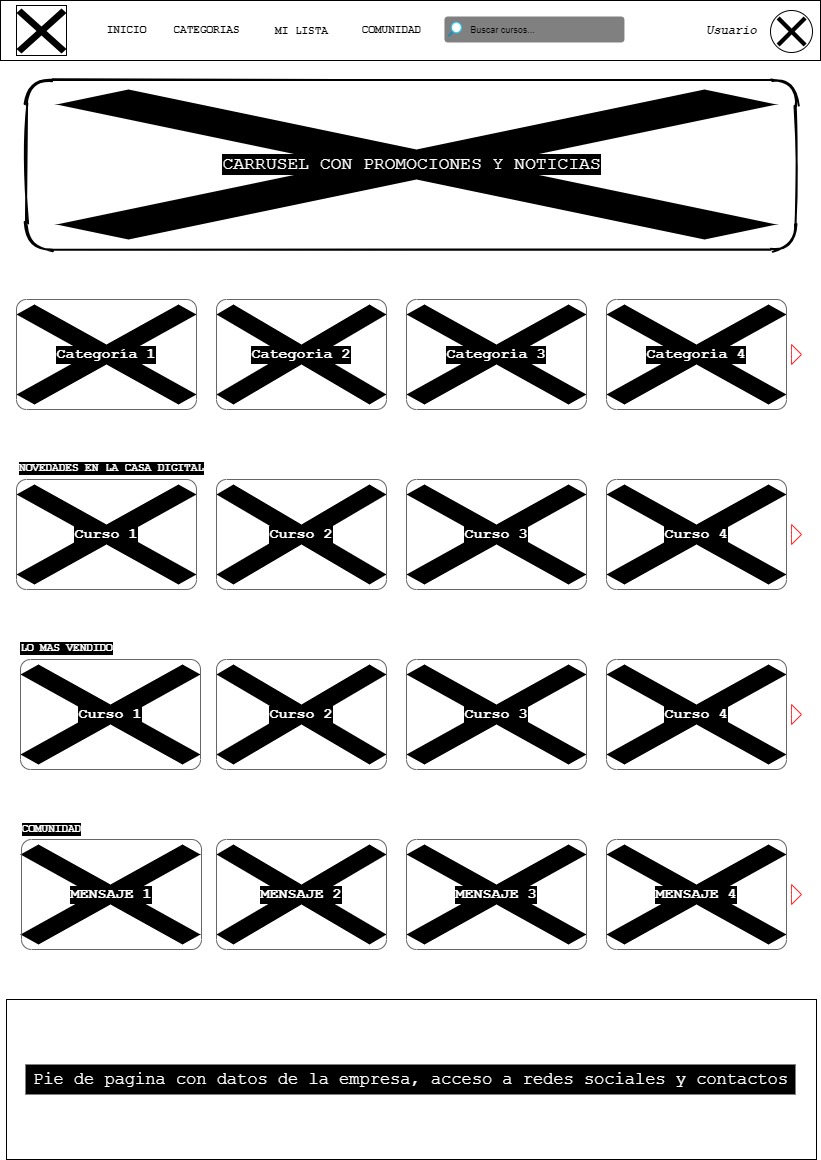 INICIO CATEGORIAS MI LISTA COMUNIDAD Buscar cursos... Usuario
CARRUSEL CON PROMOCIONES Y NOTICIAS
Categoría 1 Categoria 2 Categoria 3 Categoria 4
NOVEDADES EN LA CASA DIGITAL
Curso 1 Curso 2 Curso 3 Curso 4
LO MAS VENDIDO
Curso 1 Curso 2 Curso 3 Curso 4
COMUNIDAD
MENSAJE 1 MENSAJE 2 MENSAJE 3 MENSAJE 4
Pie de pagina con datos de la empresa, acceso a redes sociales y contactos